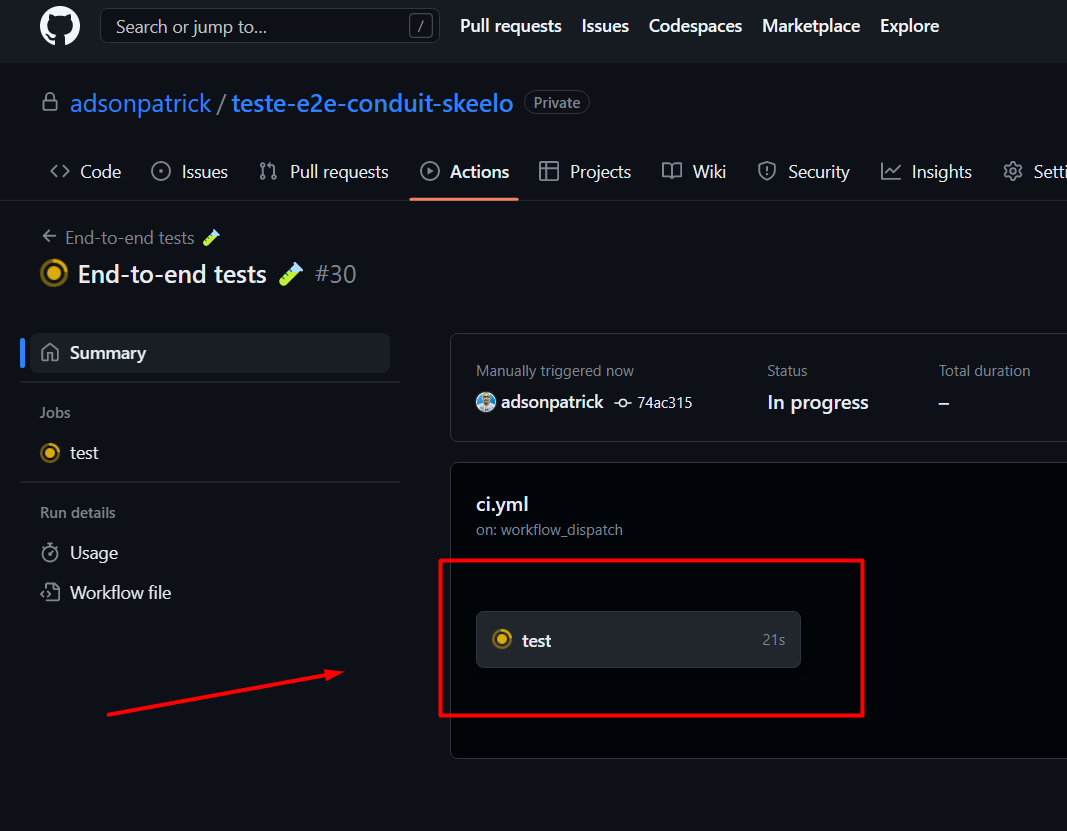 Search or jump to... /
Pull requests Issues Codespaces Marketplace Explore
adsonpatrick / teste-e2e-conduit-skeelo Private
Code Issues Pull requests Actions Projects Wiki Security Insights Setti
End-to-end tests
End-to-end tests #30
Summary
Jobs
test
Run details
Usage
Workflow file
Manually triggered now
adsonpatrick 74ac315
Status
In progress
Total duration
–
ci.yml
on: workflow_dispatch
test 21s